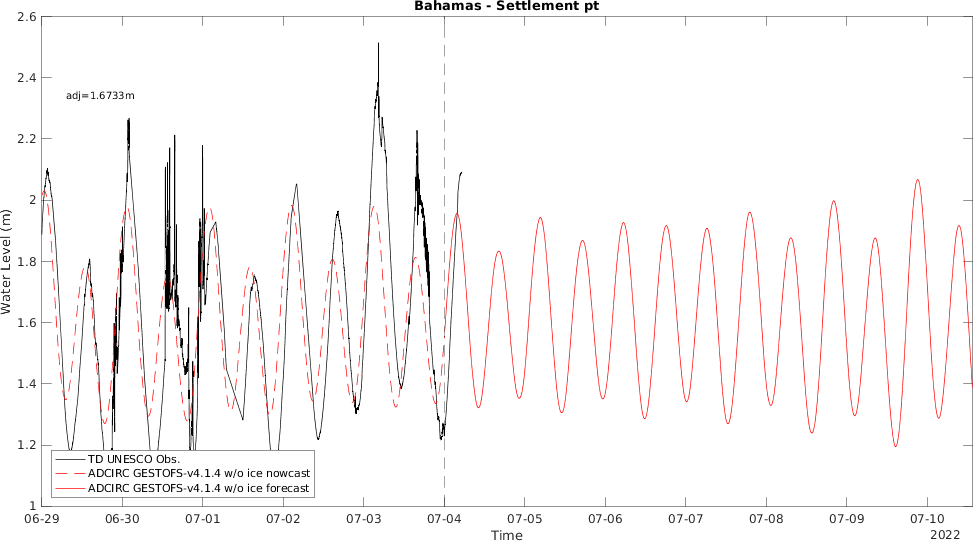 Bahamas - Settlement pt
2.6
2.4
2.2
2
1.8
1.6
1.4
1.2
1
Water Level (m)
adj=1.6733m
TD UNESCO Obs.
ADCIRC GESTOFS-v4.1.4 w/o ice nowcast
ADCIRC GESTOFS-v4.1.4 w/o ice forecast
06-29 06-30 07-01 07-02 07-03 07-04 07-05 07-06 07-07 07-08 07-09 07-10
Time
2022